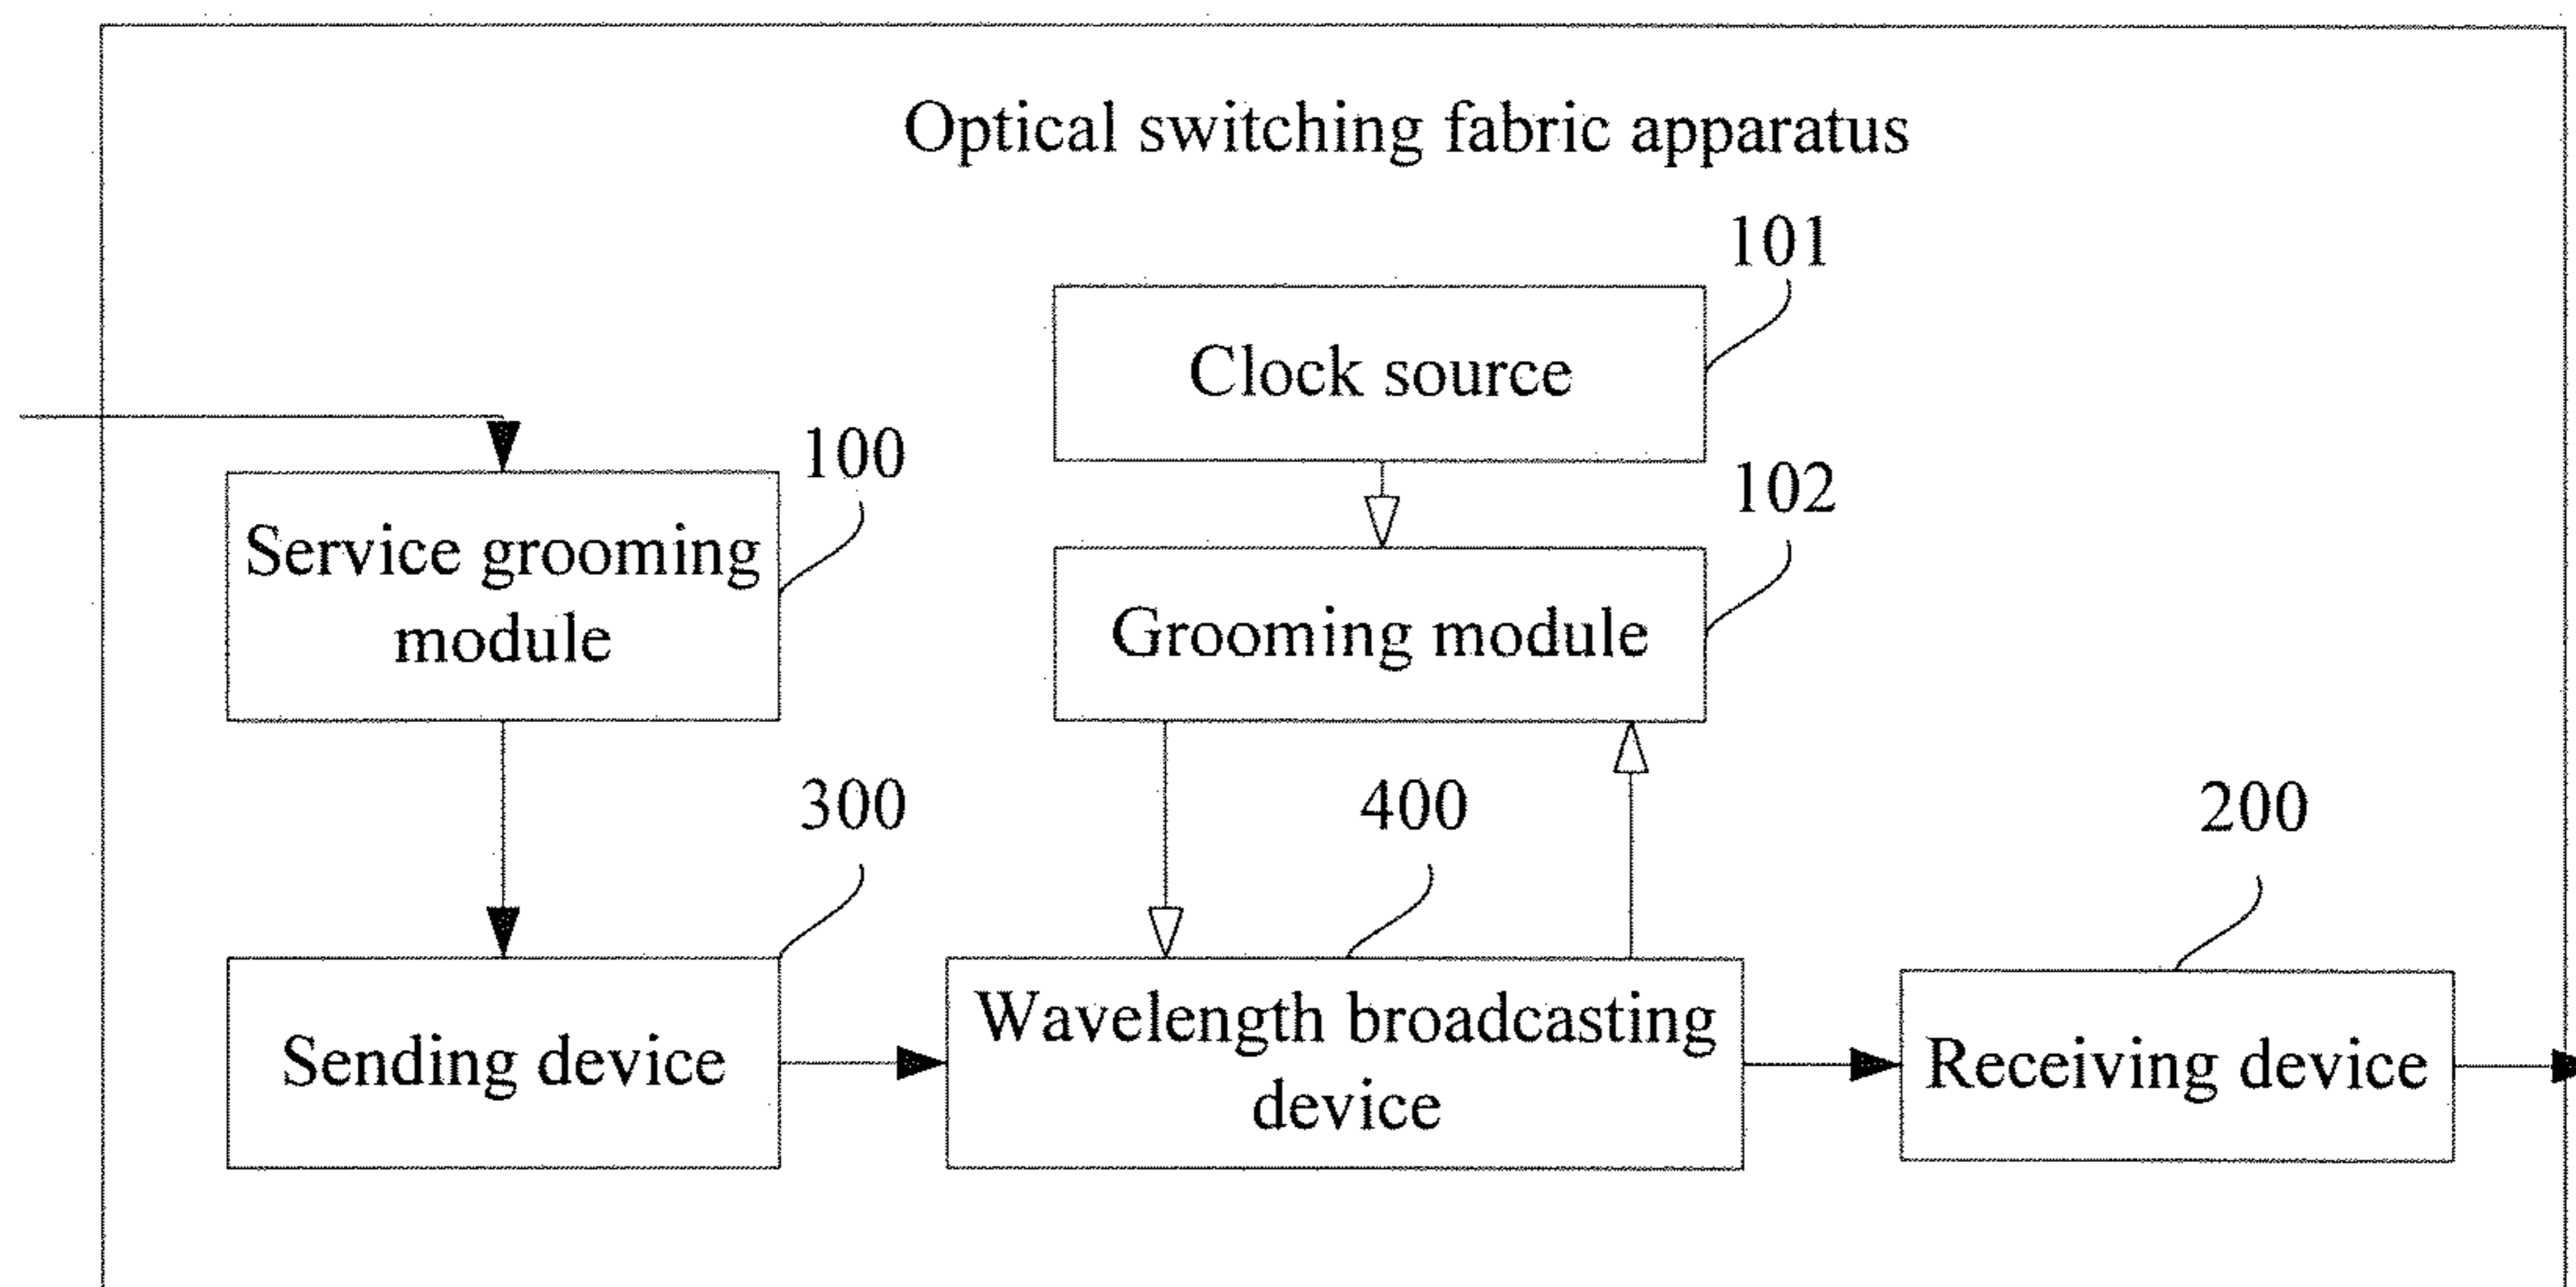 Optical switching fabric apparatus
101
Clock source
100
102
Service grooming
module
Grooming module
300
400
200
Sending device
Wavelength broadcasting
device
Receiving device